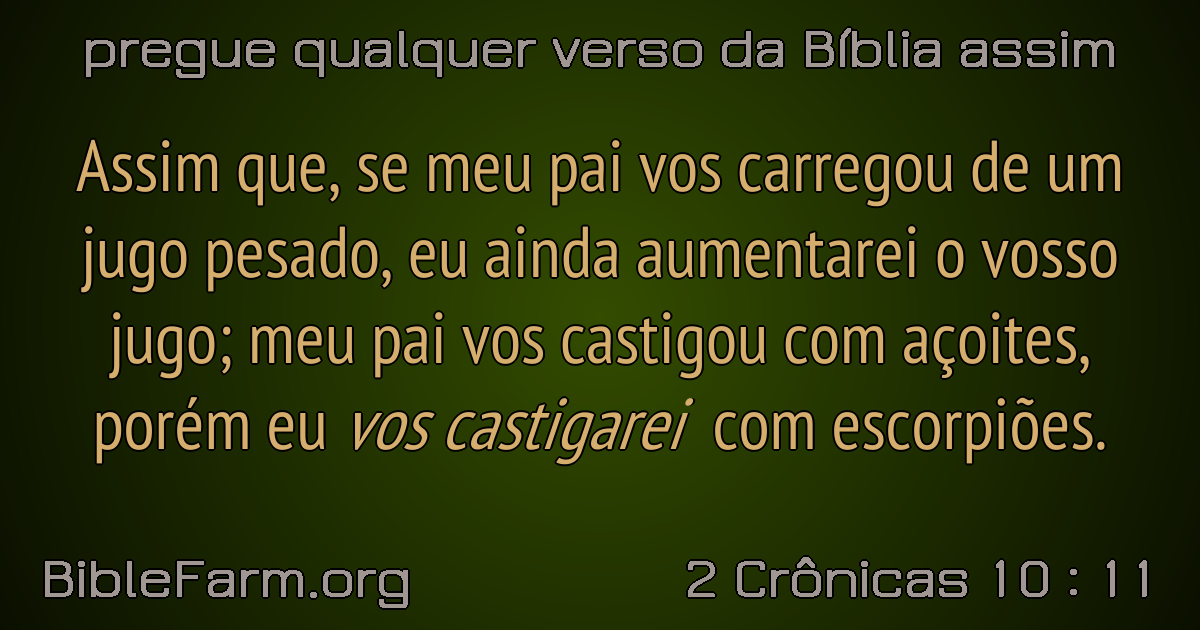 pregue qualquer verso da Bíblia assim
Assim que, se meu pai vos carregou de um
jugo pesado, eu ainda aumentarei o vosso
jugo; meu pai vos castigou com açoites,
porém eu vos castigarei com escorpiões.
BibleFarm.org 2 Crônicas 10 : 11